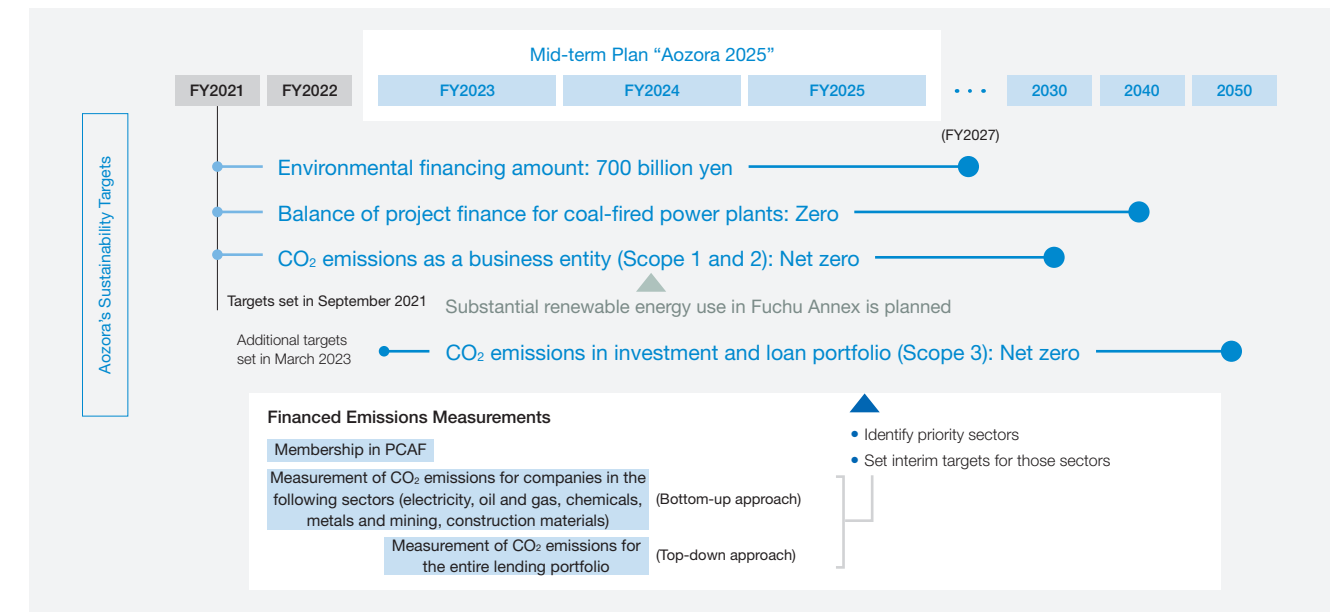 Mid-term Plan “Aozora 2025”
FY2021
FY2022
FY2023
FY2024
FY2025
• • •
2030
2040
2050
Aozora’s Sustainability Targets
(FY2027)
Environmental financing amount: 700 billion yen
Balance of project finance for coal-fired power plants: Zero
CO₂ emissions as a business entity (Scope 1 and 2): Net zero
Targets set in September 2021
Substantial renewable energy use in Fuchu Annex is planned
Additional targets
set in March 2023
CO₂ emissions in investment and loan portfolio (Scope 3): Net zero
Financed Emissions Measurements
Membership in PCAF
Measurement of CO₂ emissions for companies in the
following sectors (electricity, oil and gas, chemicals,
metals and mining, construction materials)
(Bottom-up approach)
Measurement of CO₂ emissions for
the entire lending portfolio
(Top-down approach)
• Identify priority sectors
• Set interim targets for those sectors